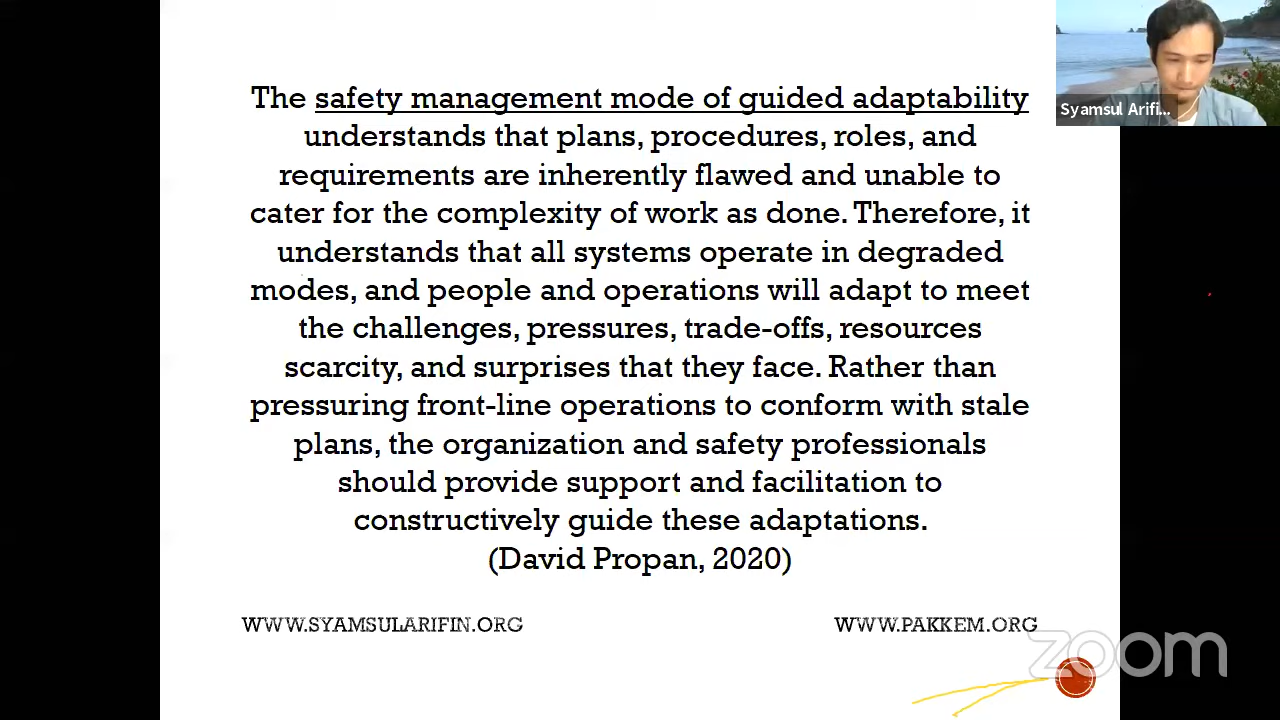 The safety management mode of guided adaptability
understands that plans, procedures, roles, and
requirements are inherently flawed and unable to
cater for the complexity of work as done. Therefore, it
understands that all systems operate in degraded
modes, and people and operations will adapt to meet
the challenges, pressures, trade-offs, resources
scarcity, and surprises that they face. Rather than
pressuring front-line operations to conform with stale
plans, the organization and safety professionals
should provide support and facilitation to
constructively guide these adaptations.
(David Propan, 2020)
Syamsul Arifi...
WWW.SYAMSULARIFIN.ORG
WWW.PAKKEM.ORG
zoom